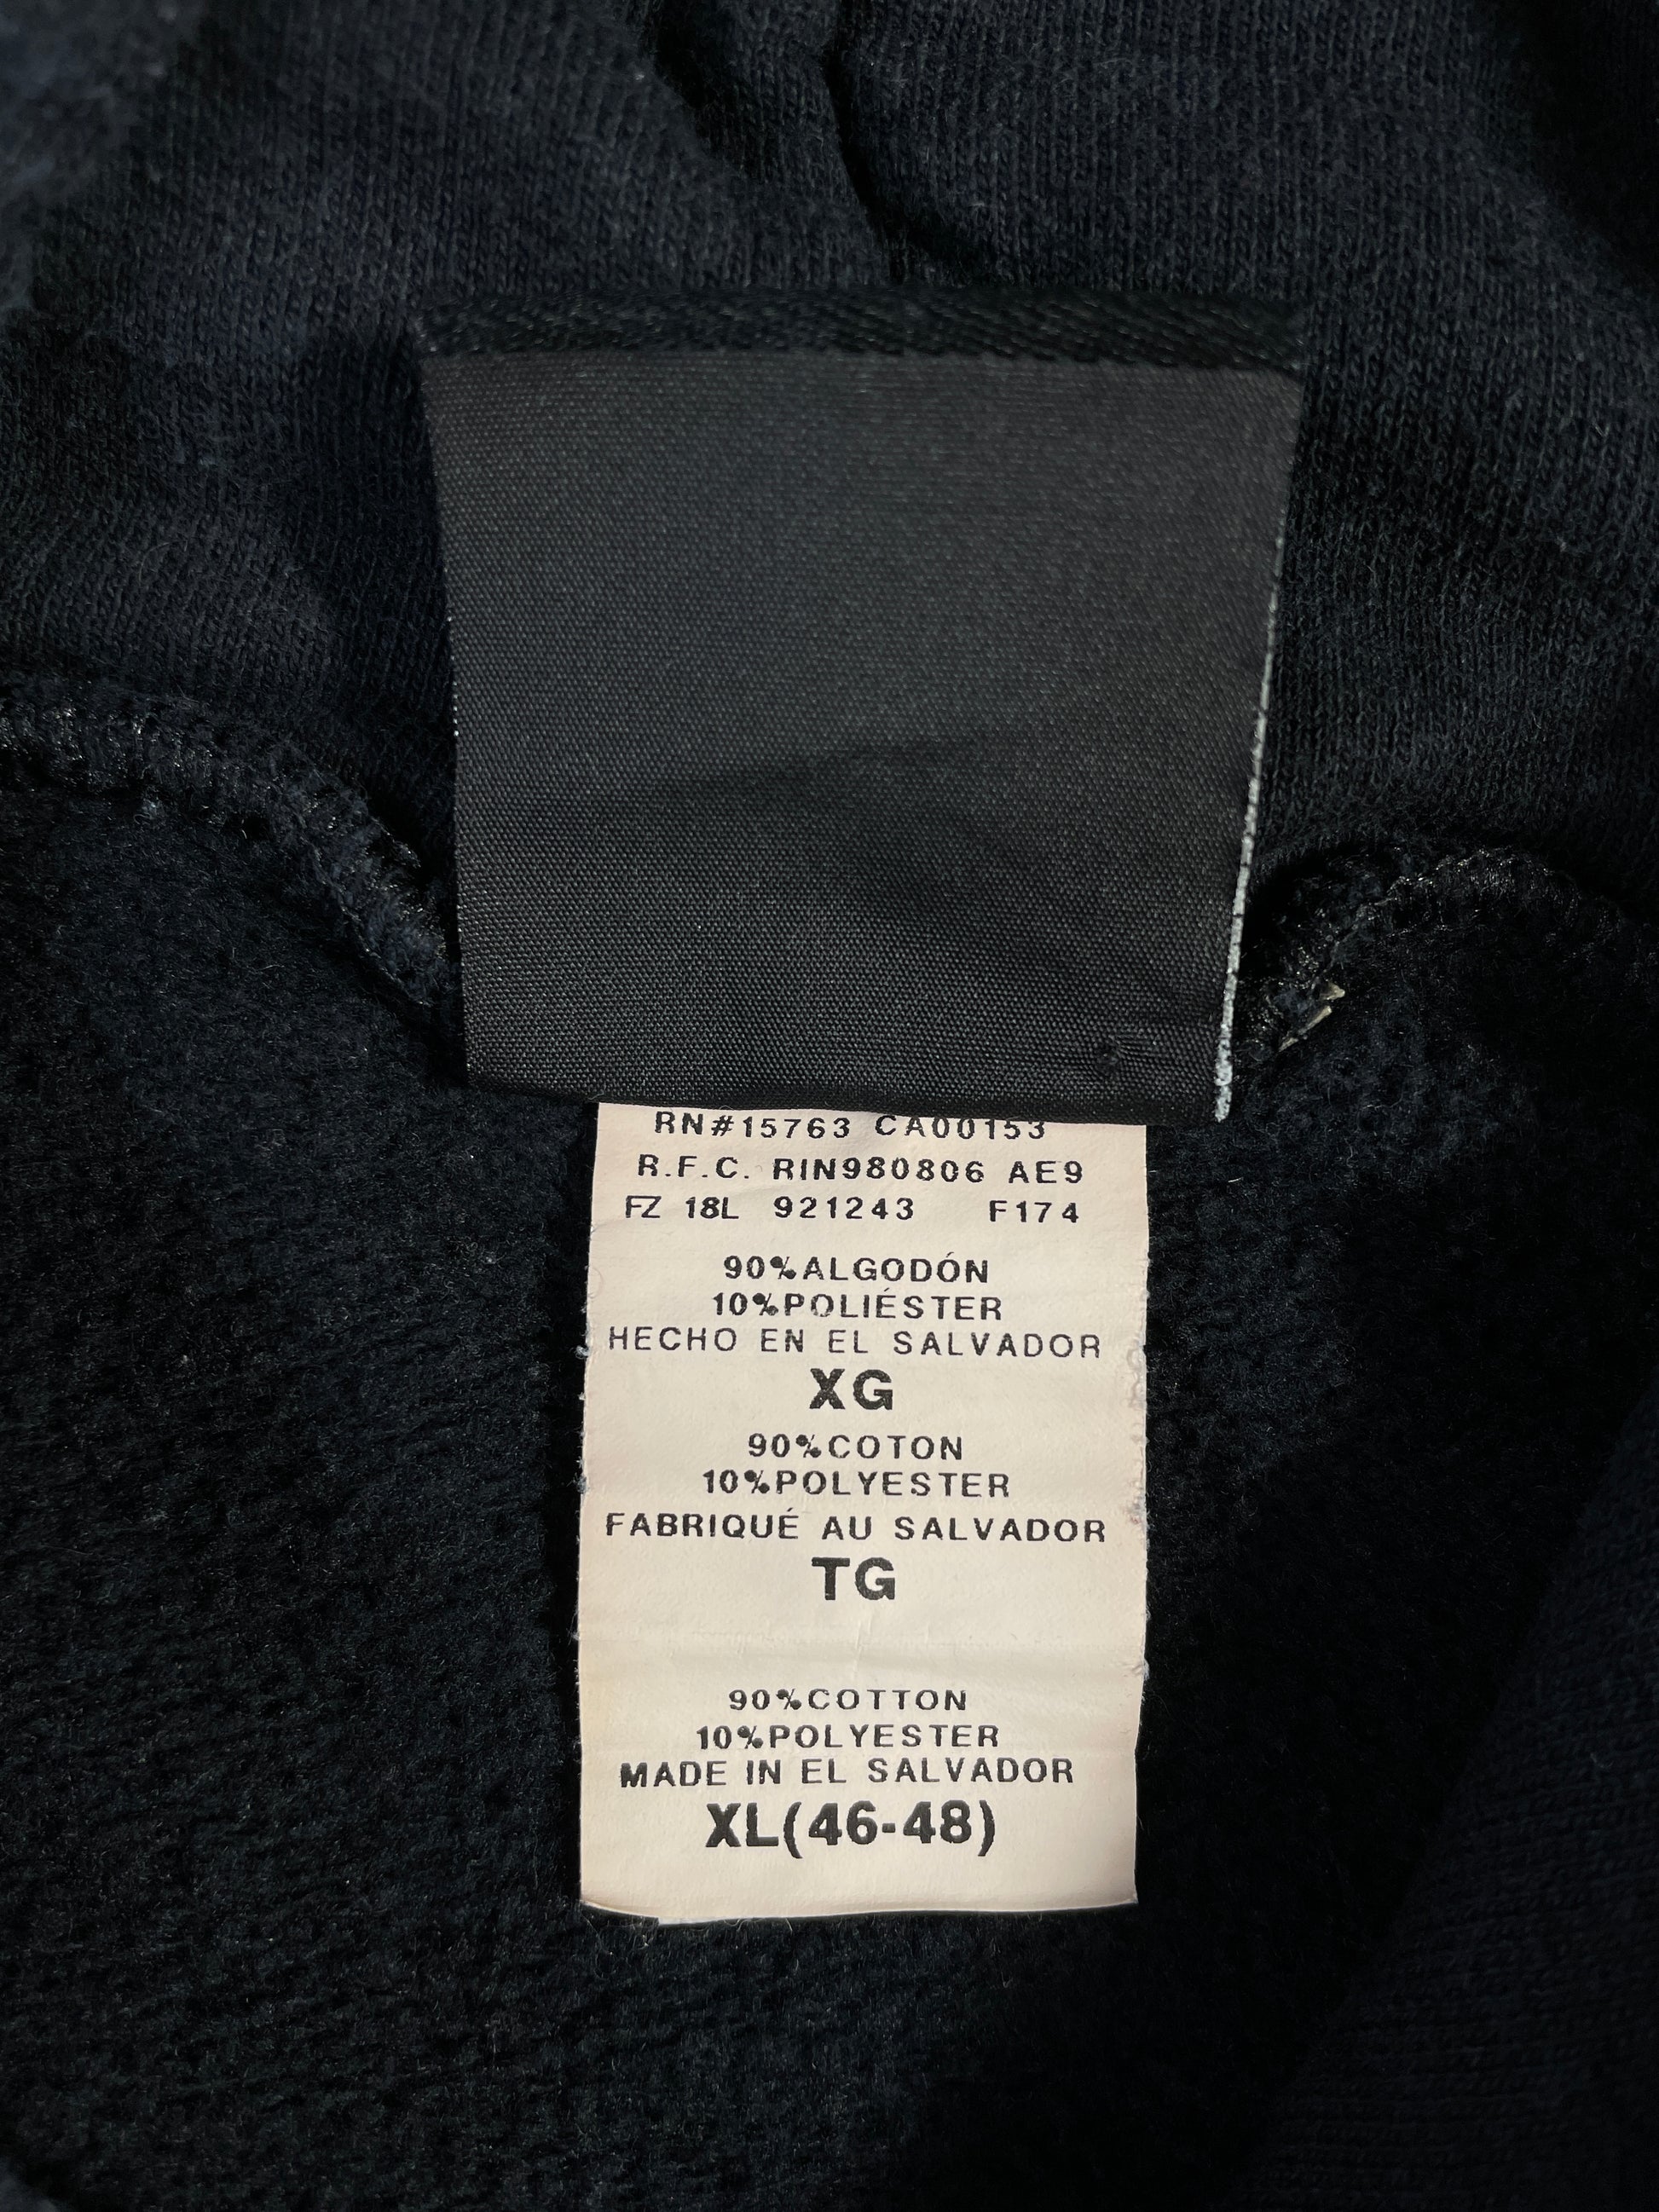 RN#15763 CA00153
R.F.C. RIN980806 AE9
FZ 18L 921243 F174
90%ALGODÓN
10%POLIÉSTER
HECHO EN EL SALVADOR
XG
90%COTON
10%POLYESTER
FABRIQUÉ AU SALVADOR
TG
90%COTTON
10%POLYESTER
MADE IN EL SALVADOR
XL(46-48)